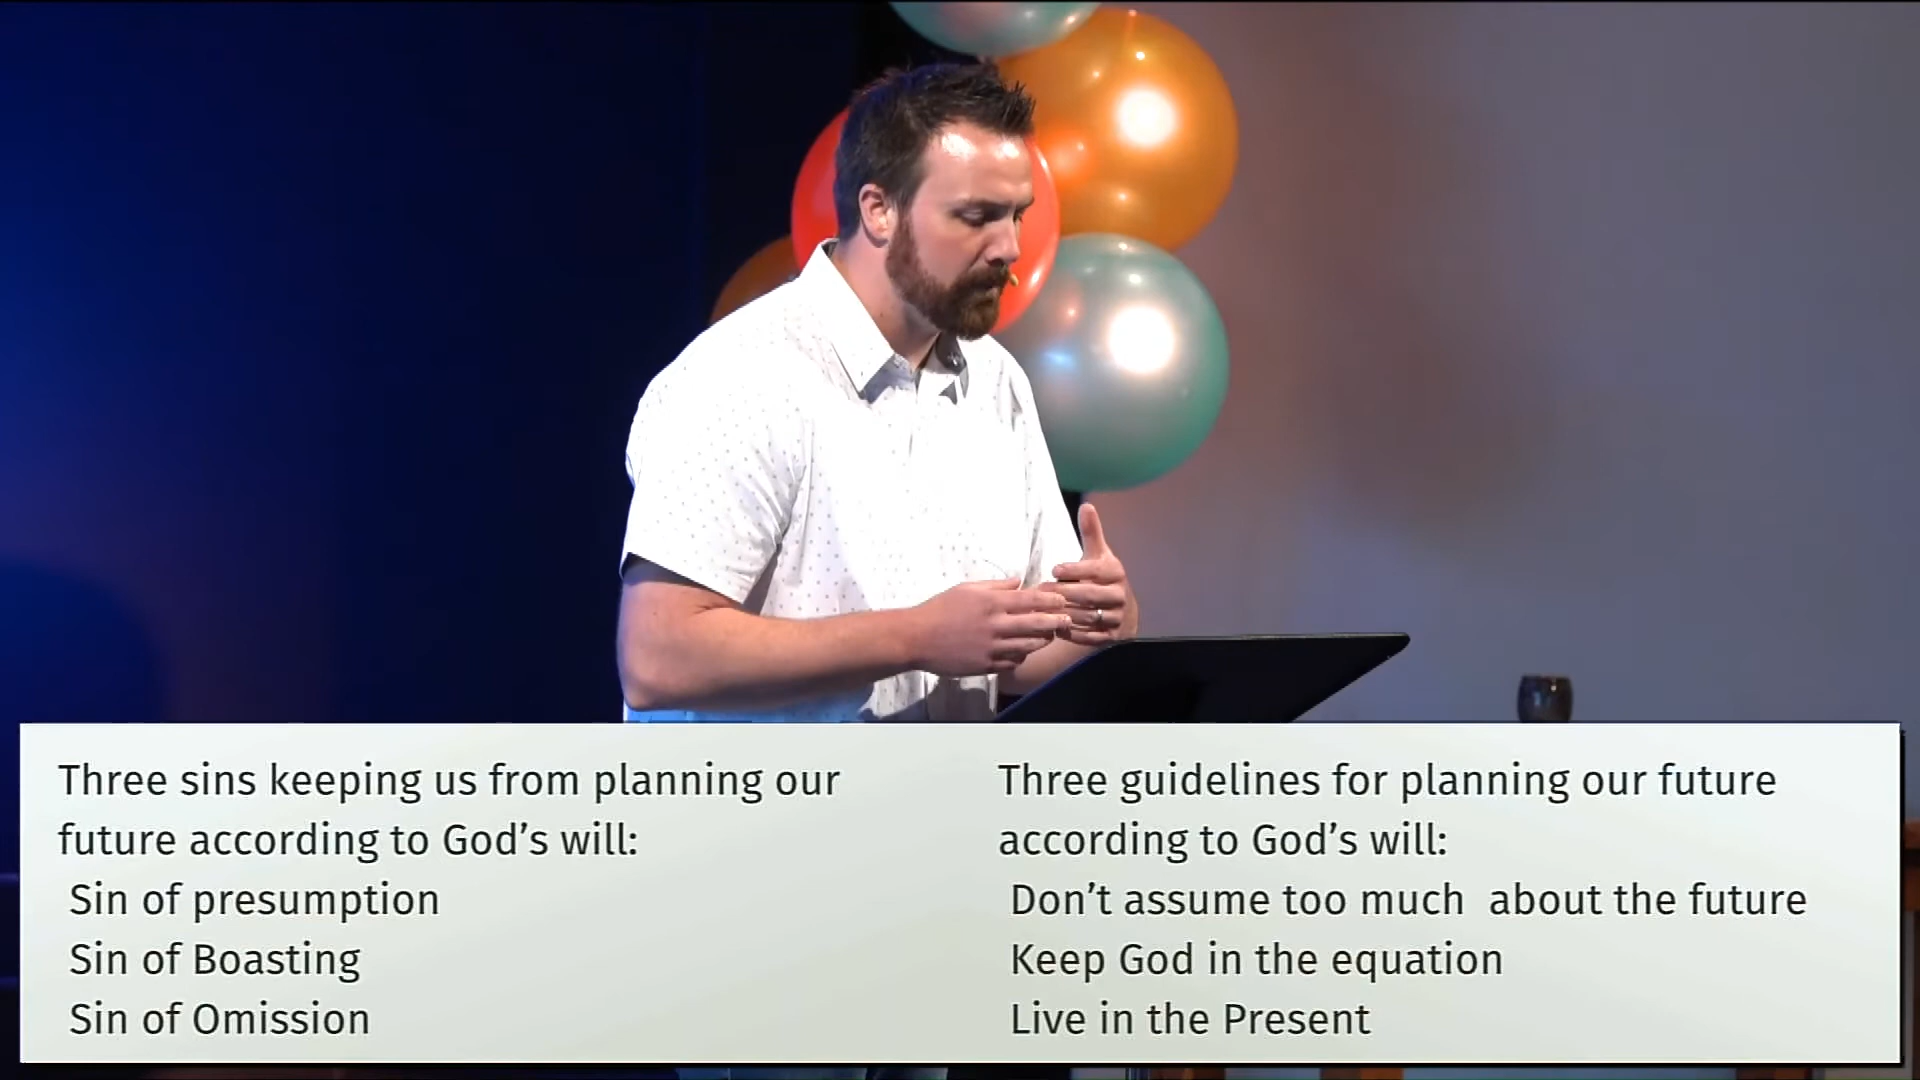 Three sins keeping us from planning our
future according to God’s will:
Sin of presumption
Sin of Boasting
Sin of Omission
Three guidelines for planning our future
according to God’s will:
Don’t assume too much  about the future
Keep God in the equation
Live in the Present